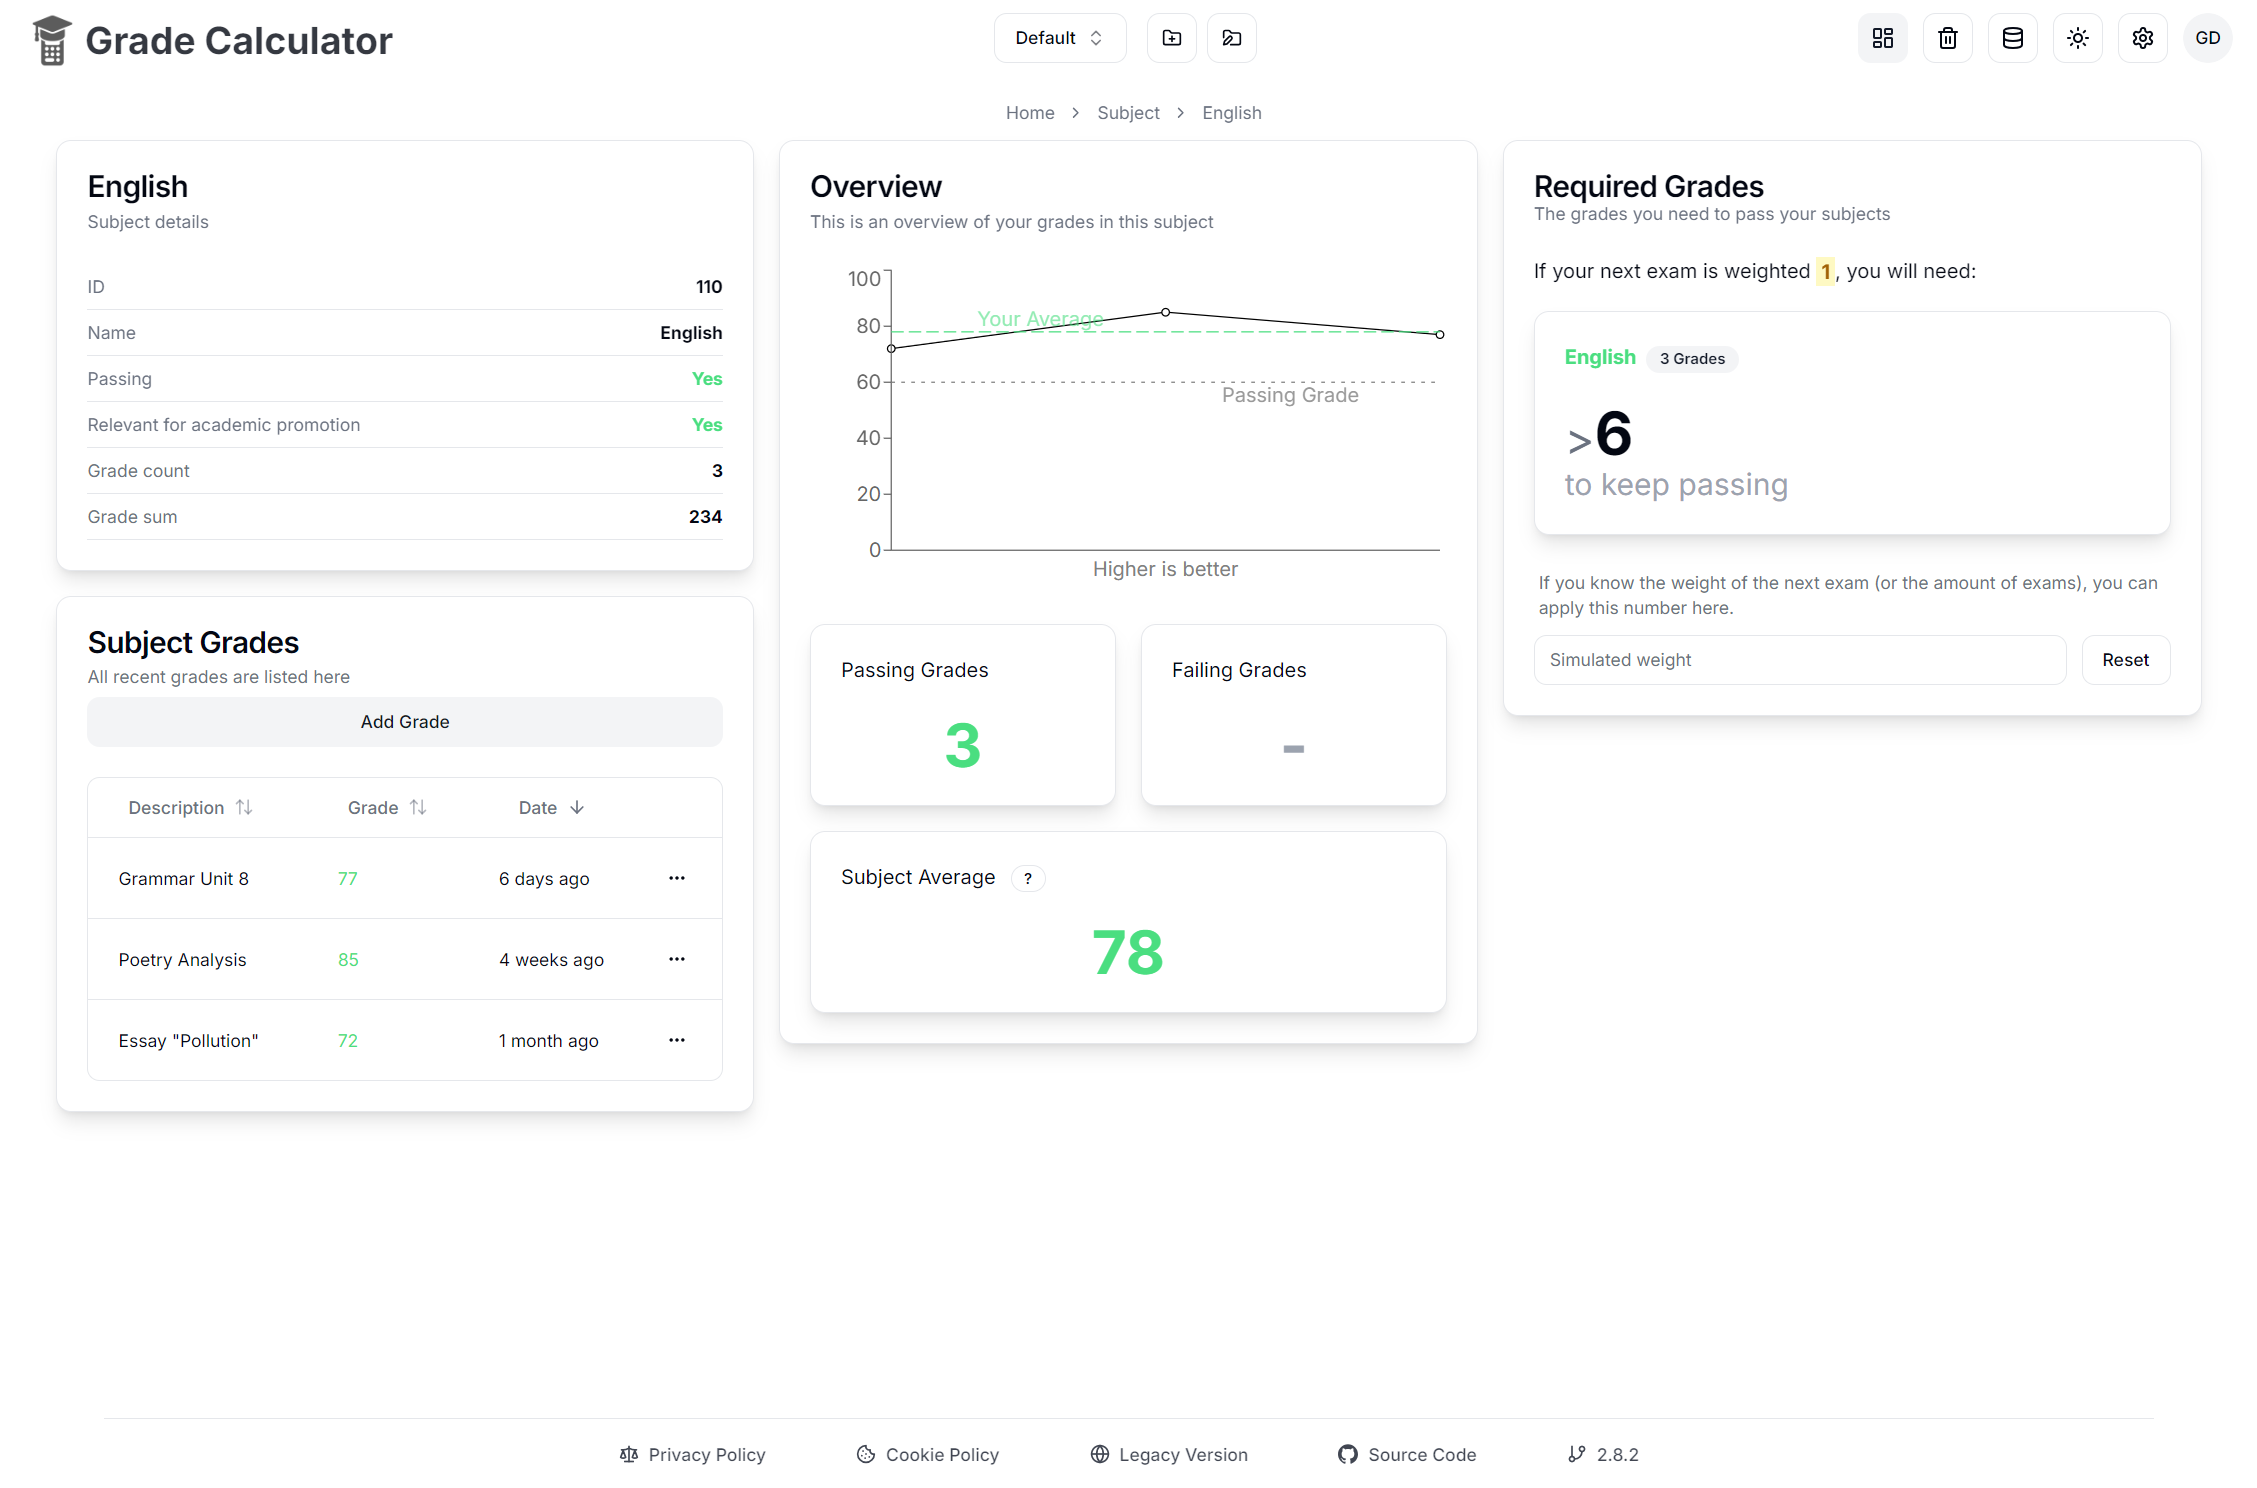 Grade Calculator
Default
GD
Home > Subject > English
English
Subject details
ID 110
Name English
Passing Yes
Relevant for academic promotion Yes
Grade count 3
Grade sum 234
Subject Grades
All recent grades are listed here
Add Grade
Description Grade Date
Grammar Unit 8 77 6 days ago ...
Poetry Analysis 85 4 weeks ago ...
Essay "Pollution" 72 1 month ago ...
Overview
This is an overview of your grades in this subject
100
80
60
40
20
0
Your Average
Passing Grade
Higher is better
Passing Grades
3
Failing Grades
-
Subject Average ?
78
Required Grades
The grades you need to pass your subjects
If your next exam is weighted 1, you will need:
English 3 Grades
>6
to keep passing
If you know the weight of the next exam (or the amount of exams), you can
apply this number here.
Simulated weight
Reset
Privacy Policy
Cookie Policy
Legacy Version
Source Code
2.8.2